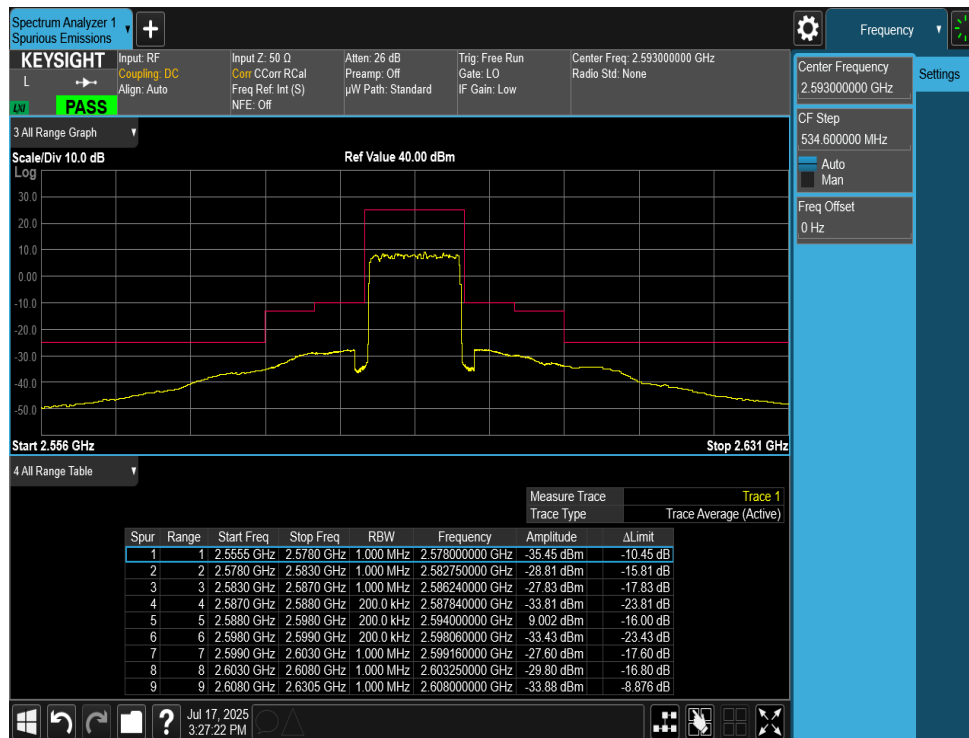 Spectrum Analyzer 1
Spurious Emissions
Frequency
KEYSIGHT
L
LXI
PASS
Input: RF
Coupling: DC
Align: Auto
Input Z: 50 Ω
Corr CCorr RCal
Freq Ref: Int (S)
NFE: Off
Atten: 26 dB
Preamp: Off
µW Path: Standard
Trig: Free Run
Gate: LO
IF Gain: Low
Center Freq: 2.593000000 GHz
Radio Std: None
Center Frequency
2.593000000 GHz
Settings
CF Step
534.600000 MHz
Auto
Man
Freq Offset
0 Hz
3 All Range Graph
Scale/Div 10.0 dB
Ref Value 40.00 dBm
Log
30.0
20.0
10.0
0.00
-10.0
-20.0
-30.0
-40.0
-50.0
Start 2.556 GHz
Stop 2.631 GHz
4 All Range Table
Measure Trace Trace 1
Trace Type Trace Average (Active)
Spur Range Start Freq Stop Freq RBW Frequency Amplitude ΔLimit
1 1 2.5555 GHz 2.5780 GHz 1.000 MHz 2.578000000 GHz -35.45 dBm -10.45 dB
2 2 2.5780 GHz 2.5830 GHz 1.000 MHz 2.582750000 GHz -28.81 dBm -15.81 dB
3 3 2.5830 GHz 2.5870 GHz 1.000 MHz 2.586240000 GHz -27.83 dBm -17.83 dB
4 4 2.5870 GHz 2.5880 GHz 200.0 kHz 2.587840000 GHz -33.81 dBm -23.81 dB
5 5 2.5880 GHz 2.5980 GHz 200.0 kHz 2.594000000 GHz 9.002 dBm -16.00 dB
6 6 2.5980 GHz 2.5990 GHz 200.0 kHz 2.598060000 GHz -33.43 dBm -23.43 dB
7 7 2.5990 GHz 2.6030 GHz 1.000 MHz 2.599160000 GHz -27.60 dBm -17.60 dB
8 8 2.6030 GHz 2.6080 GHz 1.000 MHz 2.603250000 GHz -29.80 dBm -16.80 dB
9 9 2.6080 GHz 2.6305 GHz 1.000 MHz 2.608000000 GHz -33.88 dBm -8.876 dB
?
Jul 17, 2025
3:27:22 PM